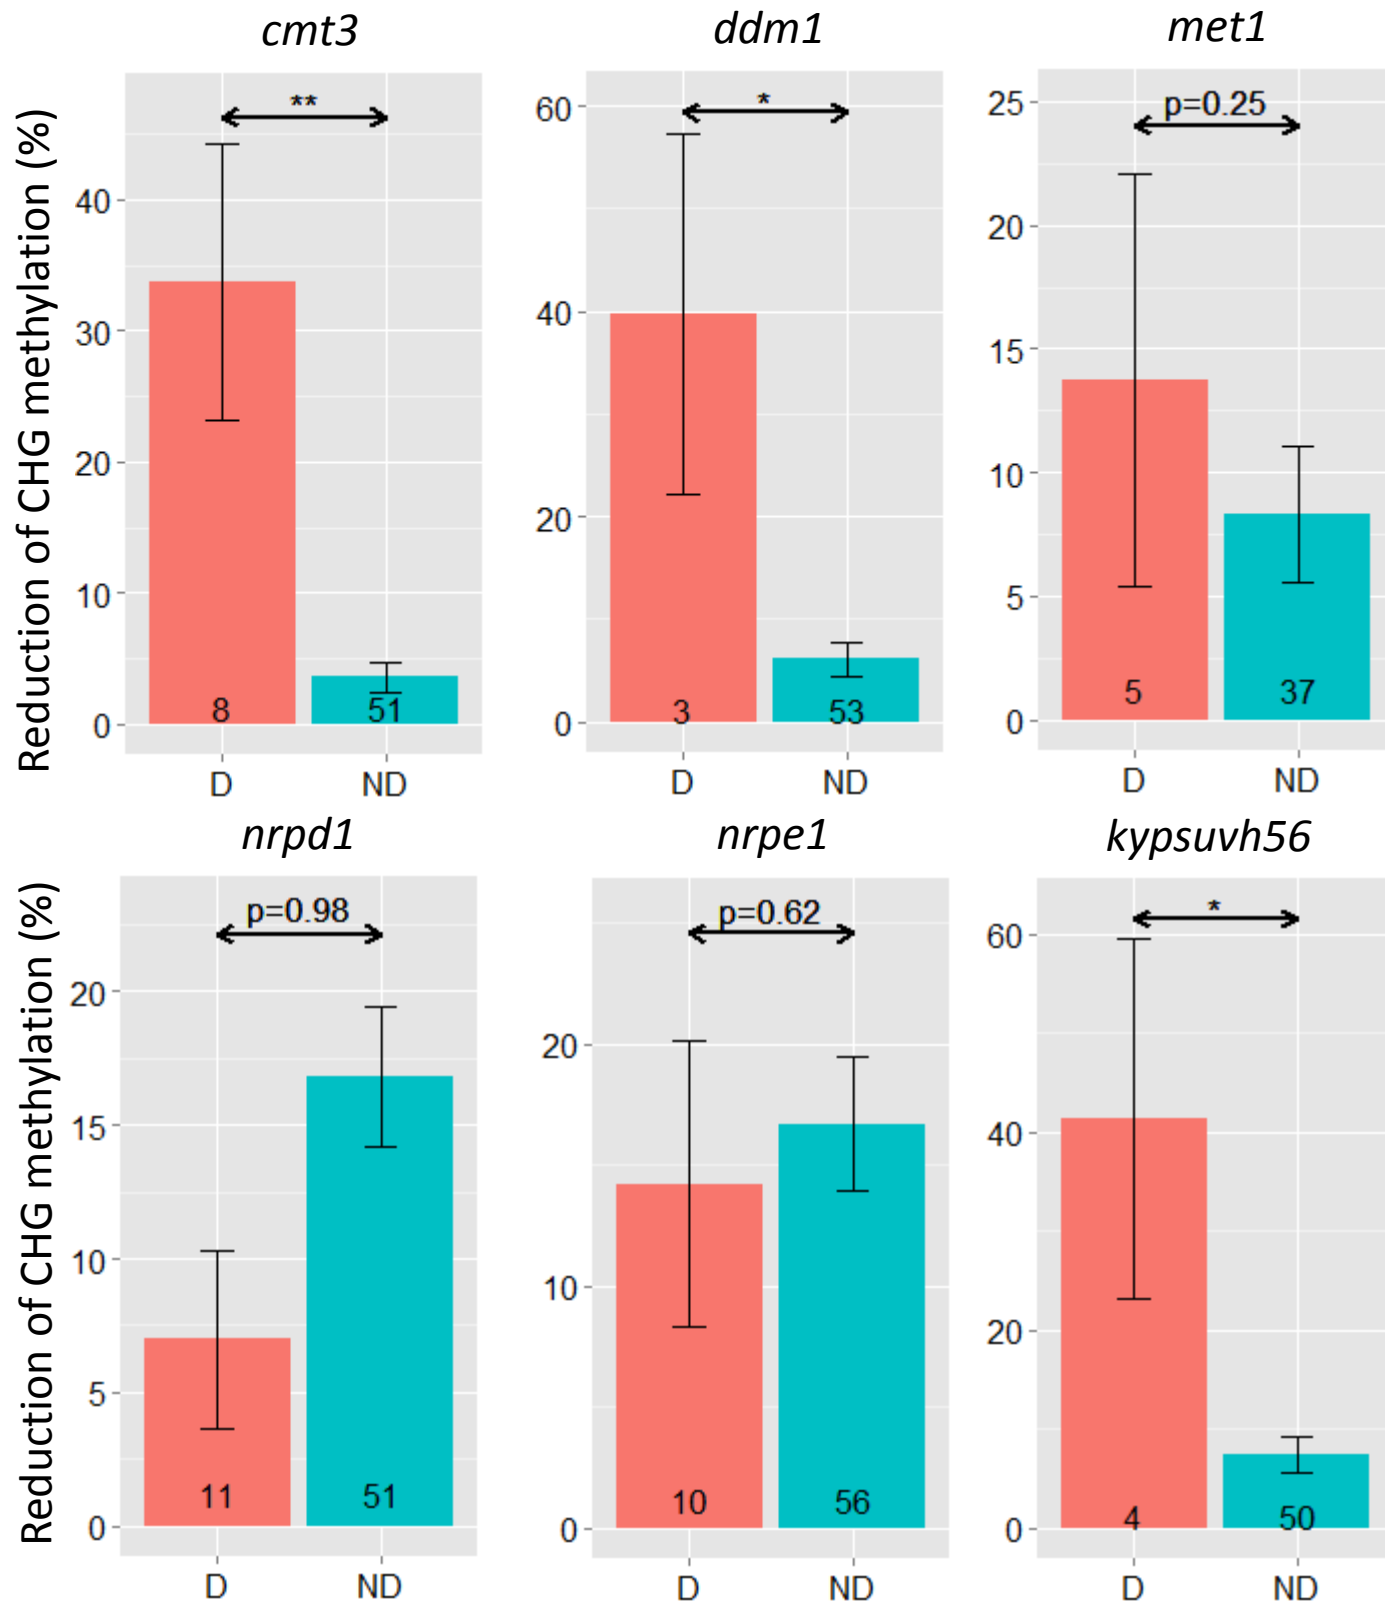 cmt3
ddm1
met1
Reduction of CHG methylation (%)
**
40
30
20
10
0
8
51
D
ND
*
60
40
20
0
3
53
D
ND
p=0.25
25
20
15
10
5
0
5
37
D
ND
nrpd1
nrpe1
kypsuvh56
Reduction of CHG methylation (%)
p=0.98
20
15
10
5
0
11
51
D
ND
p=0.62
20
10
0
10
56
D
ND
*
60
40
20
0
4
50
D
ND